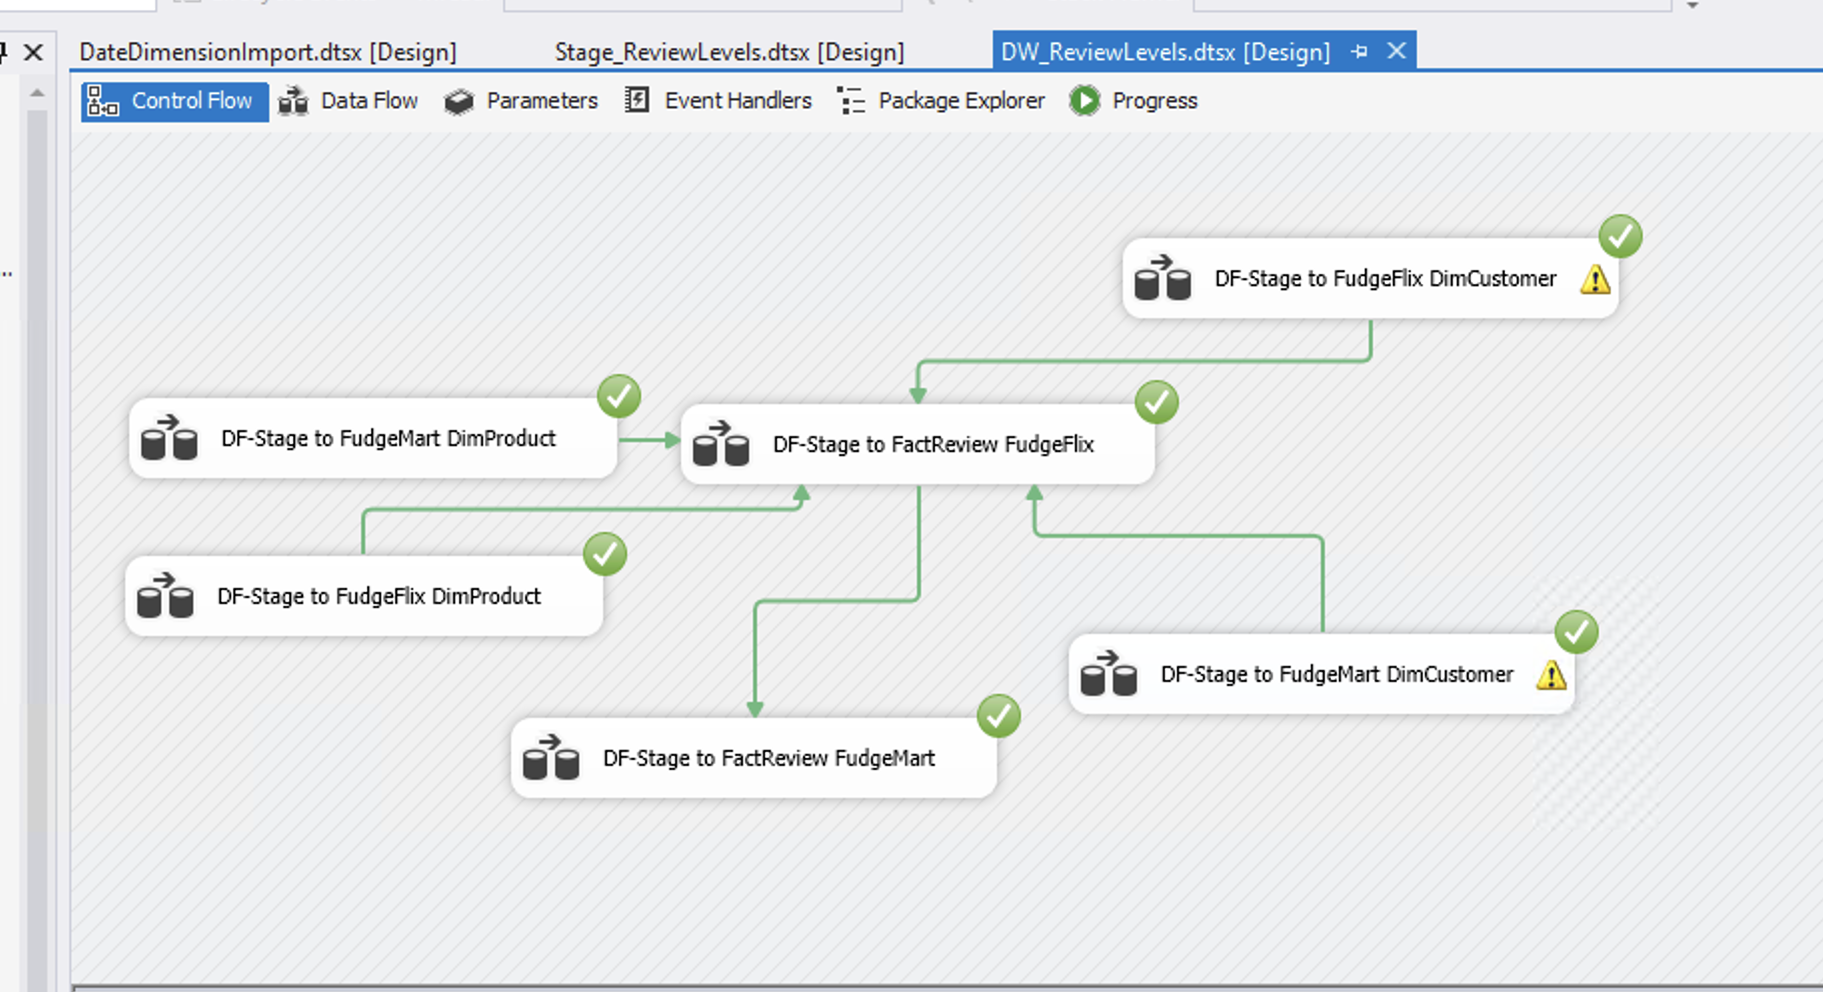 DateDimensionImport.dtsx [Design]
Stage_ReviewLevels.dtsx [Design]
DW_ReviewLevels.dtsx [Design]
Control Flow
Data Flow
Parameters
Event Handlers
Package Explorer
Progress
DF-Stage to FudgeFlix DimCustomer
DF-Stage to FudgeMart DimProduct
DF-Stage to FactReview FudgeFlix
DF-Stage to FudgeFlix DimProduct
DF-Stage to FudgeMart DimCustomer
DF-Stage to FactReview FudgeMart
...